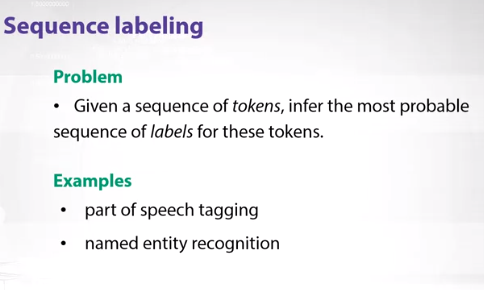 Sequence labeling
Problem
• Given a sequence of tokens, infer the most probable
sequence of labels for these tokens.
Examples
• part of speech tagging
• named entity recognition